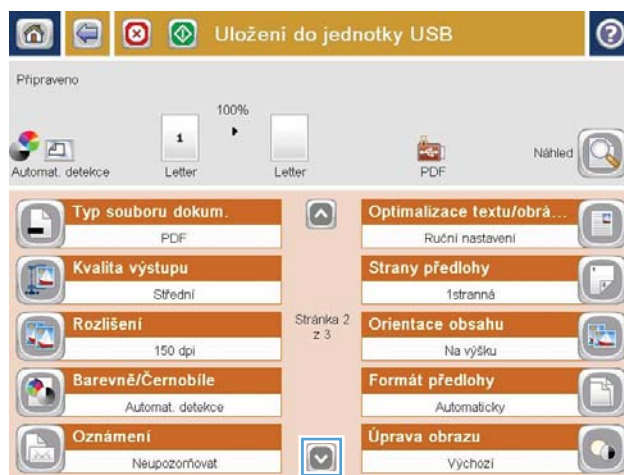 Uložení do jednotky USB
?
Připraveno
100%
1
Automat. detekce
Letter
Letter
PDF
Náhled
Typ souboru dokum.
PDF
Kvalita výstupu
Střední
Rozlišení
150 dpi
Barevně/Černobíle
Automat. detekce
Oznámení
Neupozorňovat
Stránka 2
z 3
Optimalizace textu/obrá...
Ruční nastavení
Strany předlohy
1stranná
Orientace obsahu
Na výšku
Formát předlohy
Automaticky
Úprava obrazu
Výchozí